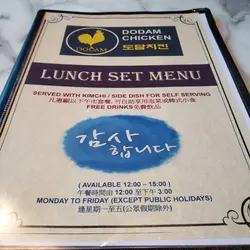 DODAM
DODAM
CHICKEN
도담치킨
LUNCH SET MENU
SERVED WITH KIMCHI / SIDE DISH FOR SELF SERVING
凡惠顧以下午市套餐, 可自助享用泡菜或韓式小食
FREE DRINKS免費飲品
감사
합니다
( AVAILABLE 12:00 – 15:00 )
午餐時間由 12:00 至下午 3:00
MONDAY TO FRIDAY (EXCEPT PUBLIC HOLIDAYS)
逢星期一至五(公眾假期除外)